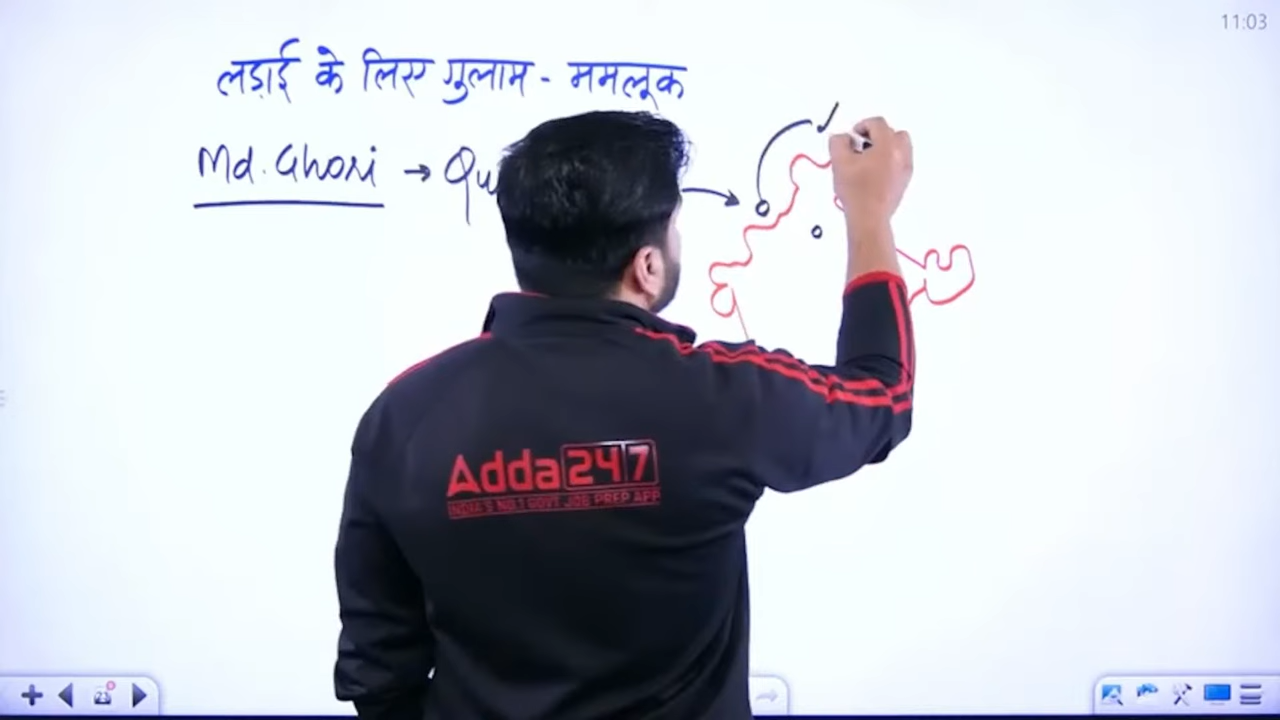 11:03
लड़ाई के लिए गुलाम - ममलूक
Md. Ghori → Qu
Adda247
INDIA'S NO.1 GOVT JOB PREP APP